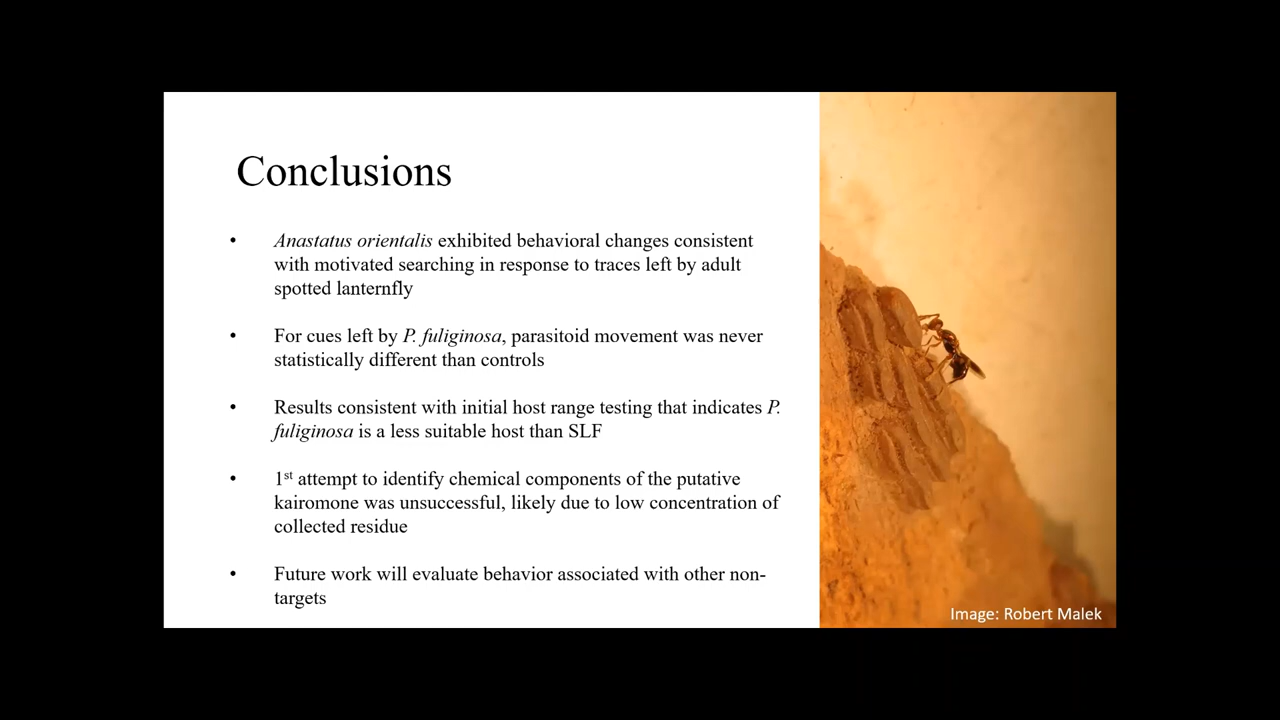 Conclusions
• Anastatus orientalis exhibited behavioral changes consistent
with motivated searching in response to traces left by adult
spotted lanternfly
• For cues left by P. fuliginosa, parasitoid movement was never
statistically different than controls
• Results consistent with initial host range testing that indicates P.
fuliginosa is a less suitable host than SLF
• 1st attempt to identify chemical components of the putative
kairomone was unsuccessful, likely due to low concentration of
collected residue
• Future work will evaluate behavior associated with other non-
targets
Image: Robert Malek